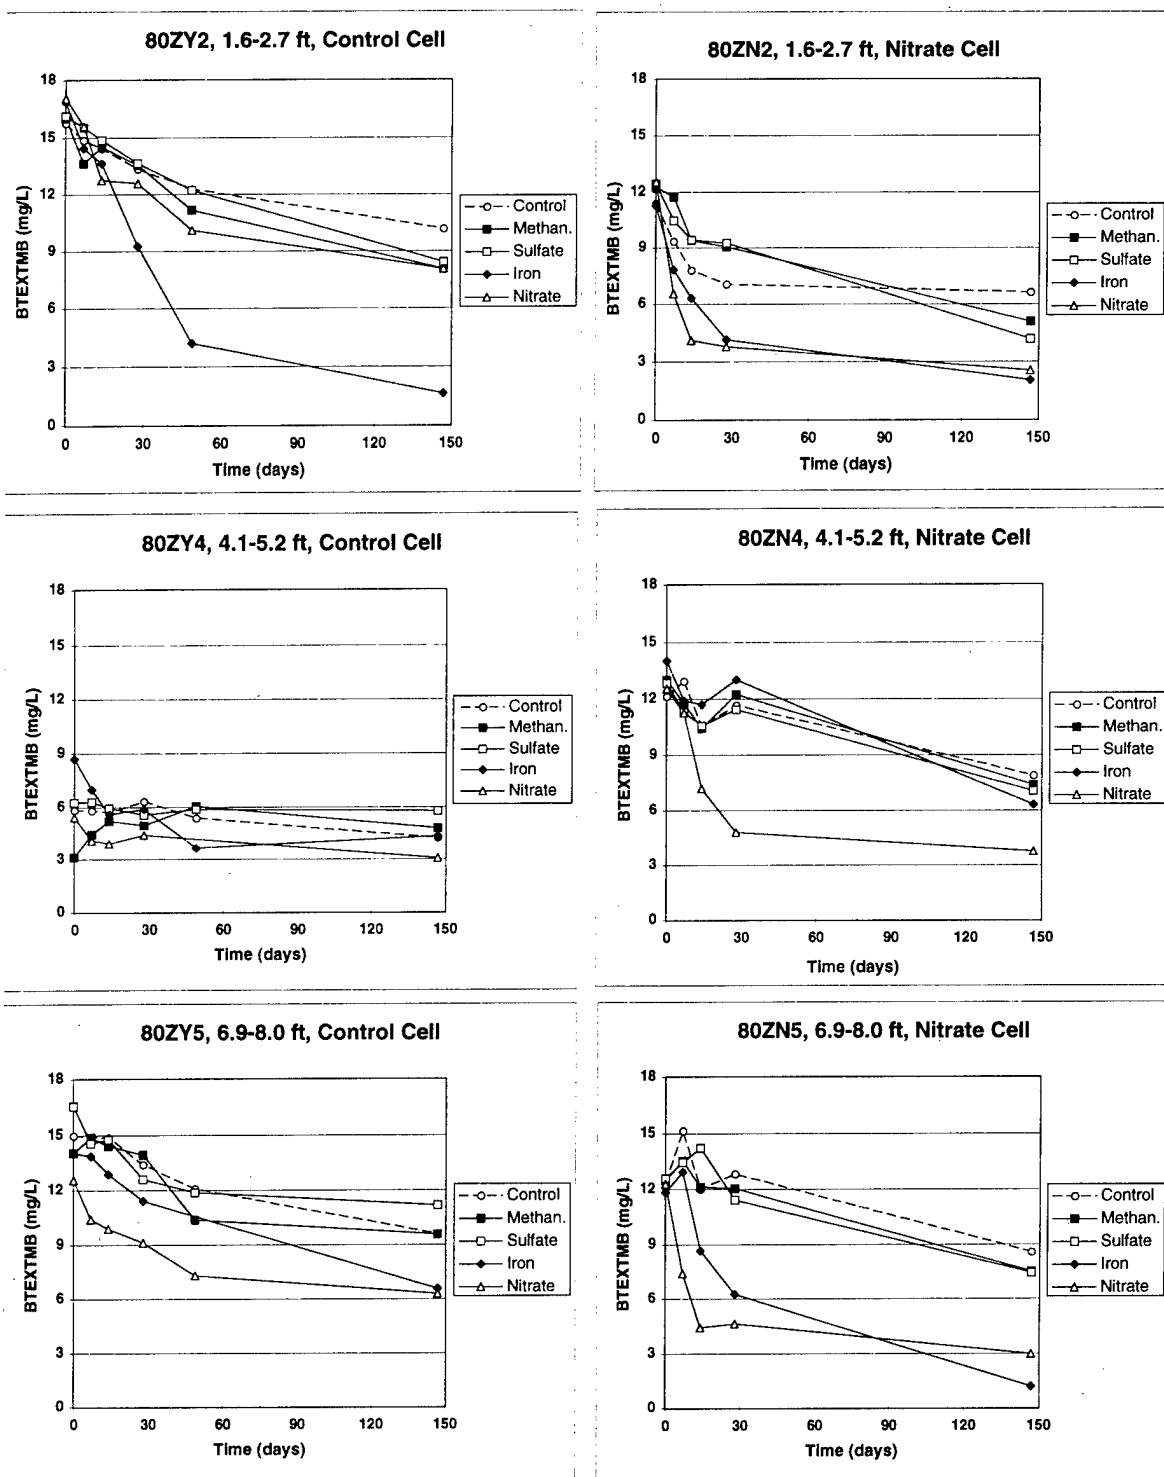 80ZY2, 1.6-2.7 ft, Control Cell
18
15
12
9
6
3
0
BTEXTMB (mg/L)
0 30 60 90 120 150
Time (days)
Control
Methan.
Sulfate
Iron
Nitrate
80ZN2, 1.6-2.7 ft, Nitrate Cell
18
15
12
9
6
3
0
BTEXTMB (mg/L)
0 30 60 90 120 150
Time (days)
Control
Methan.
Sulfate
Iron
Nitrate
80ZY4, 4.1-5.2 ft, Control Cell
18
15
12
9
6
3
0
BTEXTMB (mg/L)
0 30 60 90 120 150
Time (days)
Control
Methan.
Sulfate
Iron
Nitrate
80ZN4, 4.1-5.2 ft, Nitrate Cell
18
15
12
9
6
3
0
BTEXTMB (mg/L)
0 30 60 90 120 150
Time (days)
Control
Methan.
Sulfate
Iron
Nitrate
80ZY5, 6.9-8.0 ft, Control Cell
18
15
12
9
6
3
0
BTEXTMB (mg/L)
0 30 60 90 120 150
Time (days)
Control
Methan.
Sulfate
Iron
Nitrate
80ZN5, 6.9-8.0 ft, Nitrate Cell
18
15
12
9
6
3
0
BTEXTMB (mg/L)
0 30 60 90 120 150
Time (days)
Control
Methan.
Sulfate
Iron
Nitrate